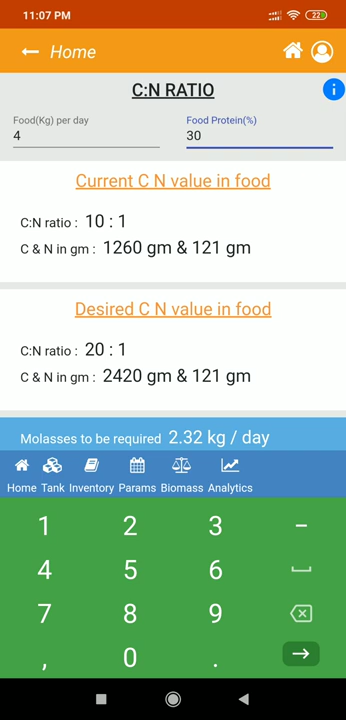 11:07 PM
22
Home
C:N RATIO
i
Food(Kg) per day
Food Protein(%)
4
30
Current C N value in food
C:N ratio : 10 : 1
C & N in gm : 1260 gm & 121 gm
Desired C N value in food
C:N ratio : 20 : 1
C & N in gm : 2420 gm & 121 gm
Molasses to be required 2.32 kg / day
Home Tank Inventory Params Biomass Analytics
1 2 3 −
4 5 6
7 8 9
, 0 .